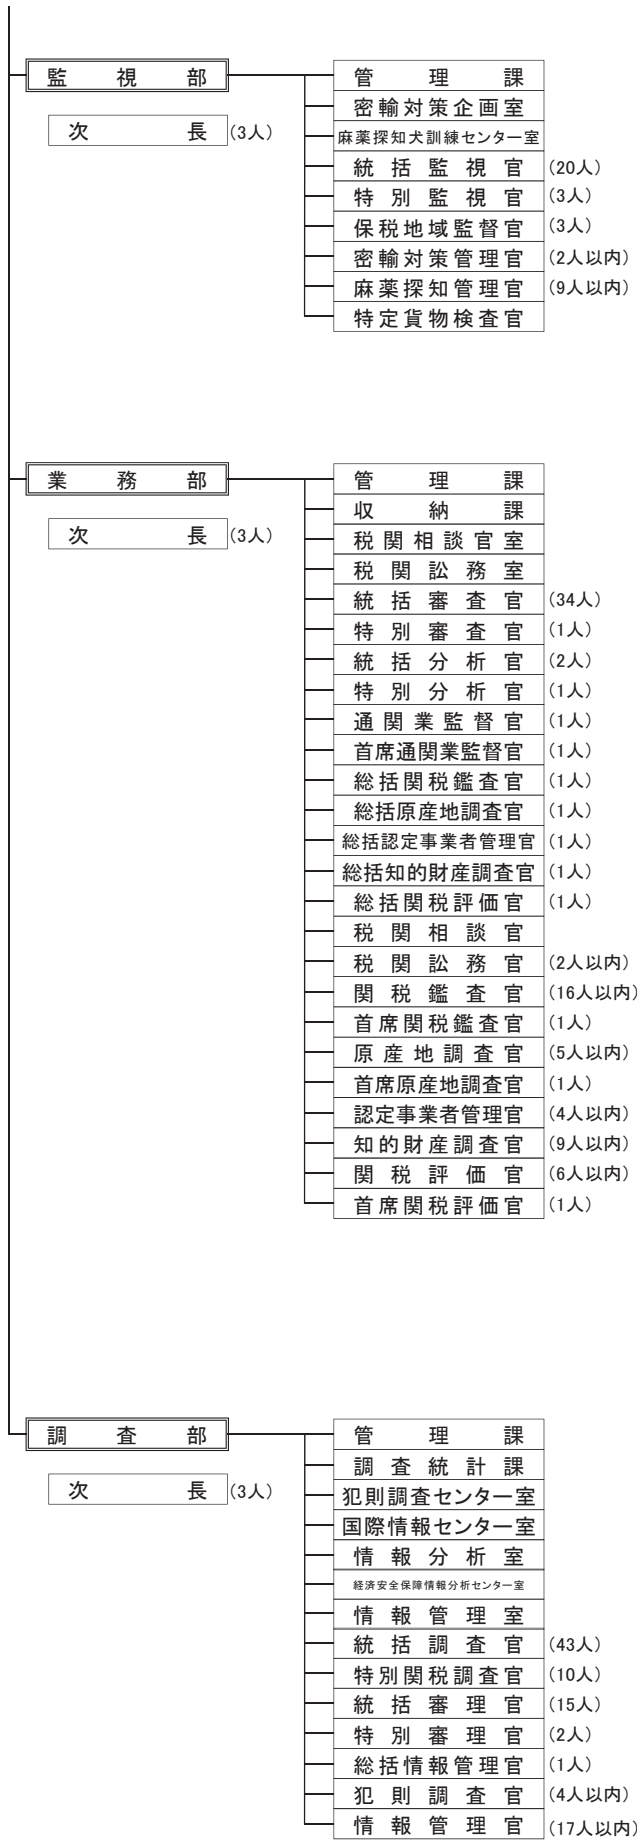 監視部
次長(3人)
管理課
密輸対策企画室
麻薬探知犬訓練センター室
統括監視官(20人)
特別監視官(3人)
保税地域監督官(3人)
密輸対策管理官(2人以内)
麻薬探知管理官(9人以内)
特定貨物検査官
業務部
次長(3人)
管理課
収納課
税関相談官室
税関訟務室
統括審査官(34人)
特別審査官(1人)
統括分析官(2人)
特別分析官(1人)
通関業監督官(1人)
首席通関業監督官(1人)
総括関税鑑査官(1人)
総括原産地調査官(1人)
総括認定事業者管理官(1人)
総括知的財産調査官(1人)
総括関税評価官(1人)
税関相談官
税関訟務官(2人以内)
関税鑑査官(16人以内)
首席関税鑑査官(1人)
原産地調査官(5人以内)
首席原産地調査官(1人)
認定事業者管理官(4人以内)
知的財産調査官(9人以内)
関税評価官(6人以内)
首席関税評価官(1人)
調査部
次長(3人)
管理課
調査統計課
犯則調査センター室
国際情報センター室
情報分析室
経済安全保障情報分析センター室
情報管理室
統括調査官(43人)
特別関税調査官(10人)
統括審理官(15人)
特別審理官(2人)
総括情報管理官(1人)
犯則調査官(4人以内)
情報管理官(17人以内)